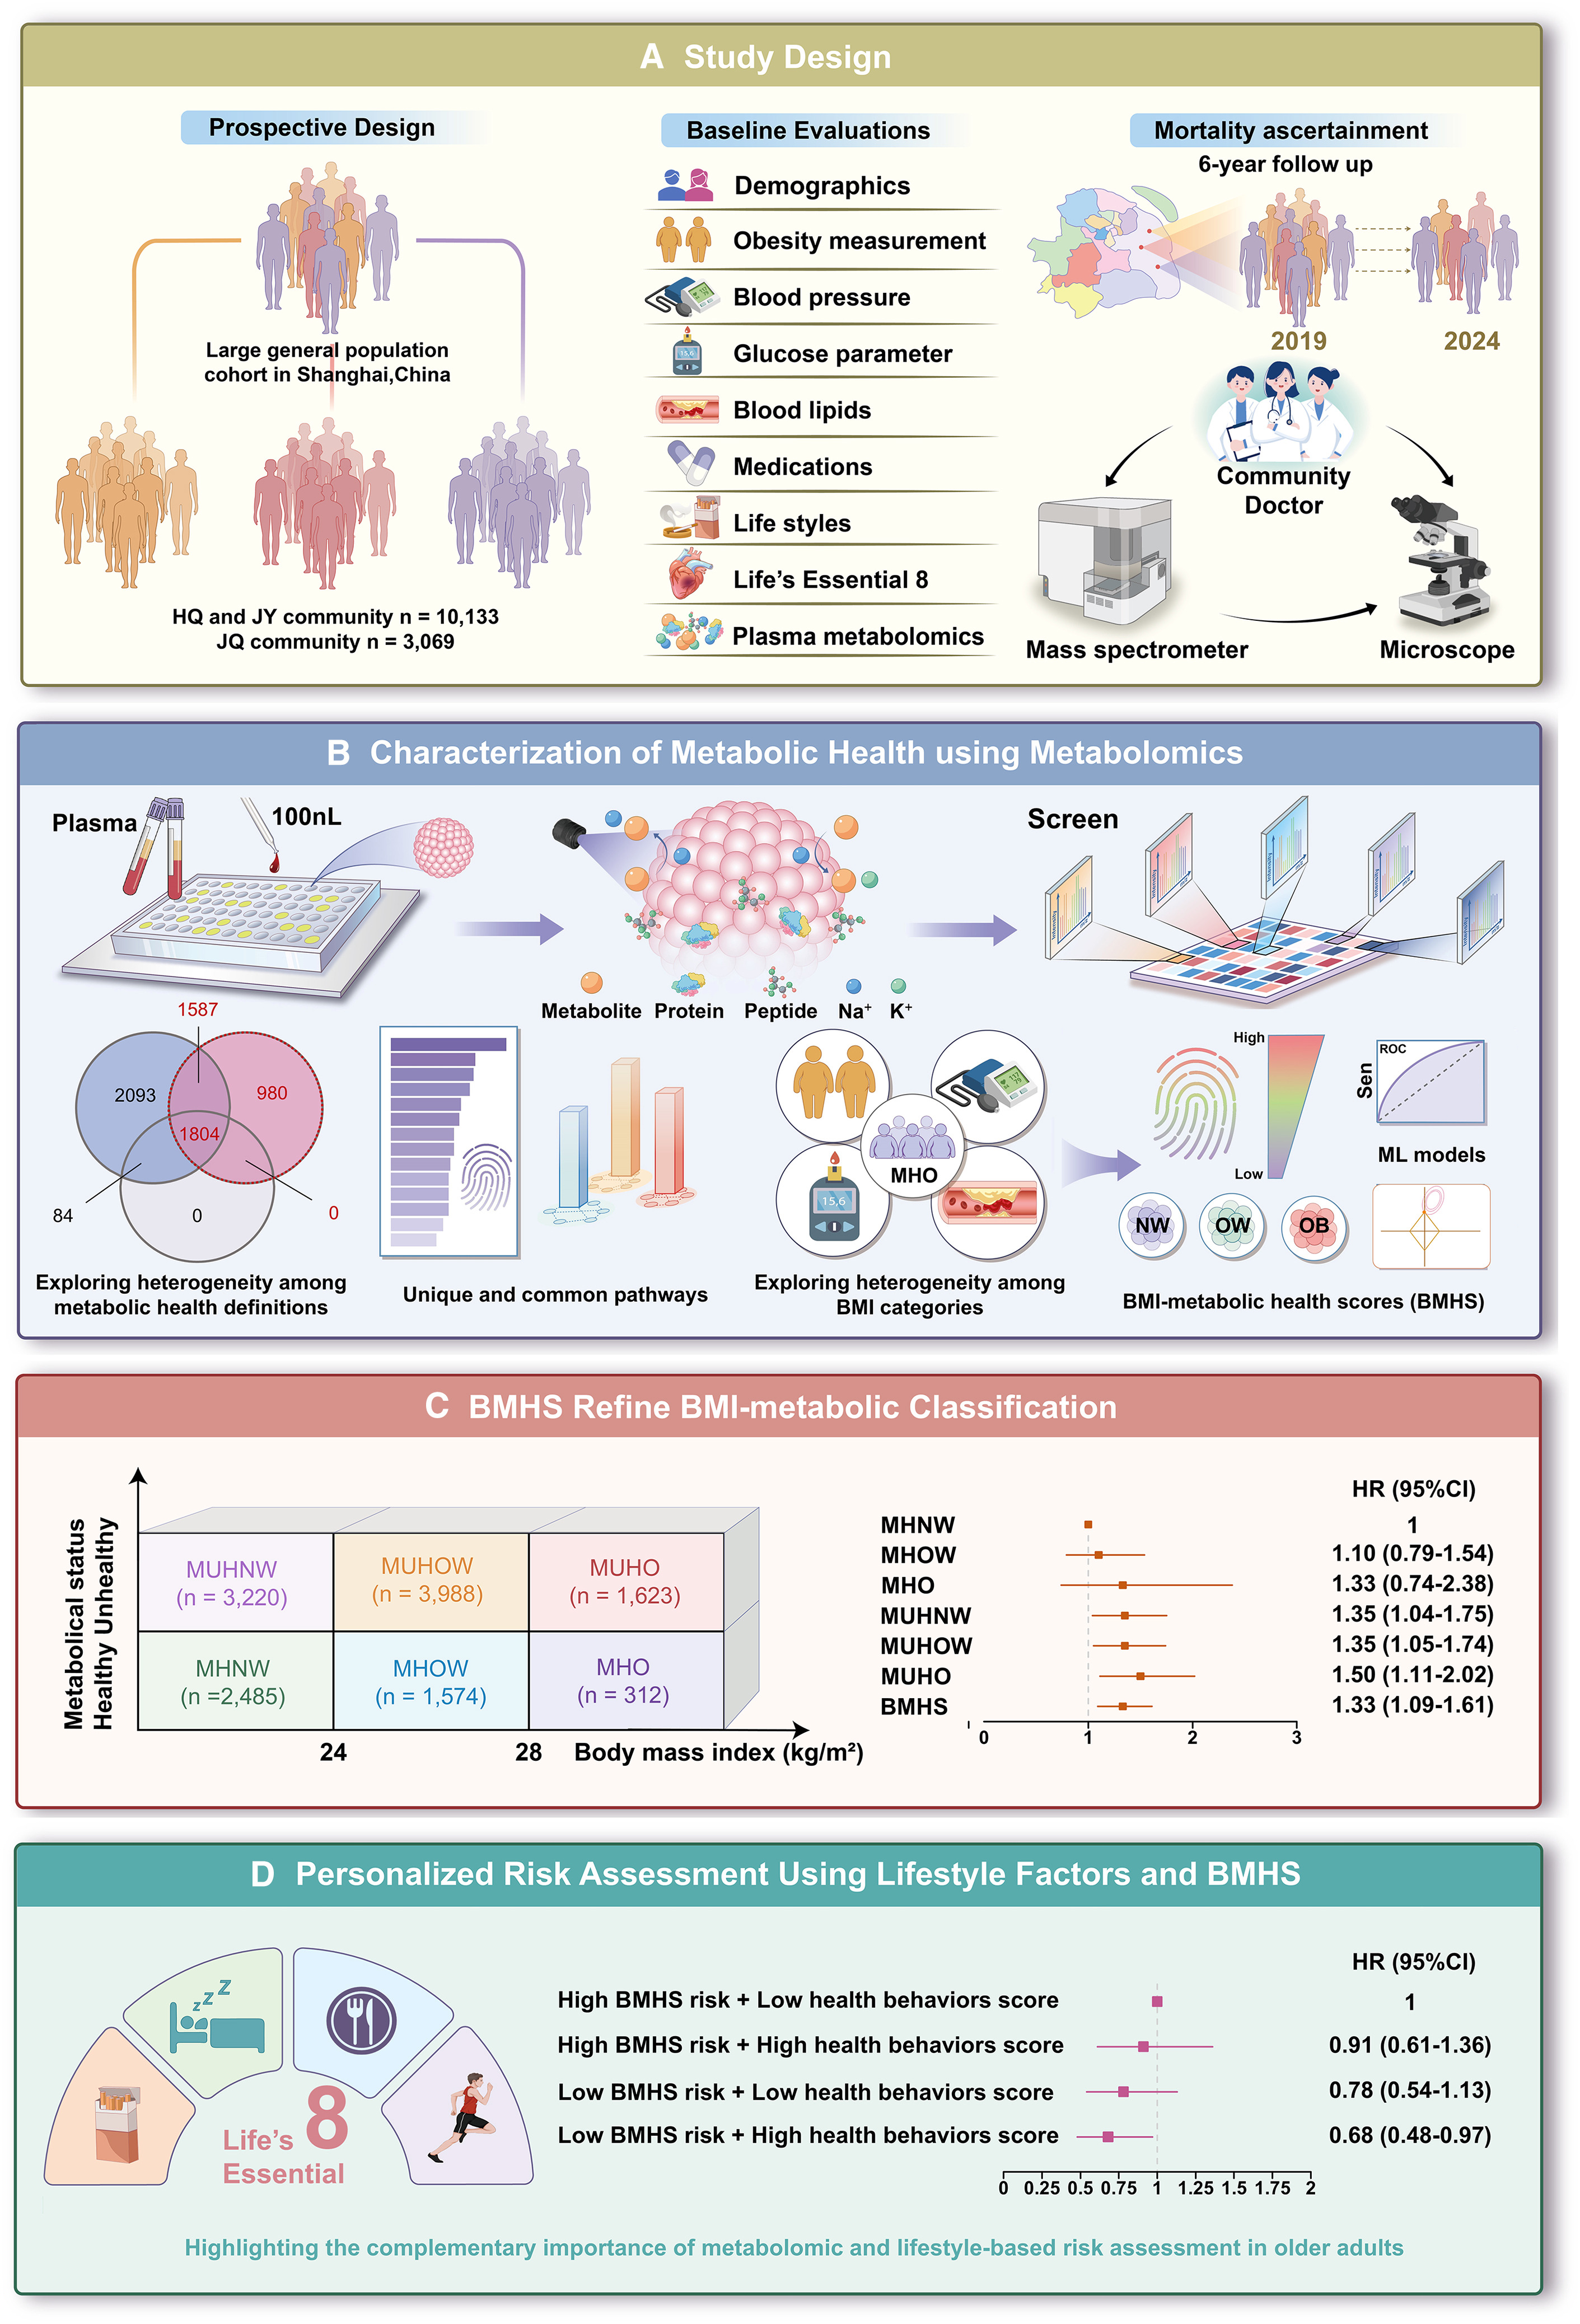 A Study Design
Prospective Design
Large general population
cohort in Shanghai,China
HQ and JY community n = 10,133
JQ community n = 3,069
Baseline Evaluations
Demographics
Obesity measurement
Blood pressure
Glucose parameter
15.6
Blood lipids
Medications
Life styles
Life's Essential 8
Plasma metabolomics
Mortality ascertainment
6-year follow up
2019
2024
Community
Doctor
Mass spectrometer
Microscope
B Characterization of Metabolic Health using Metabolomics
Plasma
100nL
Metabolite
Protein
Peptide
Na⁺
K⁺
Screen
1587
2093
980
1804
84
0
0
Exploring heterogeneity among
metabolic health definitions
Unique and common pathways
MHO
15.6
Exploring heterogeneity among
BMI categories
High
Low
ROC
Sen
ML models
NW
OW
OB
BMI-metabolic health scores (BMHS)
C BMHS Refine BMI-metabolic Classification
Metabolical status
Healthy Unhealthy
MUHNW
(n = 3,220)
MUHOW
(n = 3,988)
MUHO
(n = 1,623)
MHNW
(n =2,485)
MHOW
(n = 1,574)
MHO
(n = 312)
24
28
Body mass index (kg/m²)
HR (95%CI)
MHNW 1
MHOW 1.10 (0.79-1.54)
MHO 1.33 (0.74-2.38)
MUHNW 1.35 (1.04-1.75)
MUHOW 1.35 (1.05-1.74)
MUHO 1.50 (1.11-2.02)
BMHS 1.33 (1.09-1.61)
0 1 2 3
D Personalized Risk Assessment Using Lifestyle Factors and BMHS
z z Z
Life's 8
Essential
HR (95%CI)
High BMHS risk + Low health behaviors score 1
High BMHS risk + High health behaviors score 0.91 (0.61-1.36)
Low BMHS risk + Low health behaviors score 0.78 (0.54-1.13)
Low BMHS risk + High health behaviors score 0.68 (0.48-0.97)
0 0.25 0.5 0.75 1 1.25 1.5 1.75 2
Highlighting the complementary importance of metabolomic and lifestyle-based risk assessment in older adults